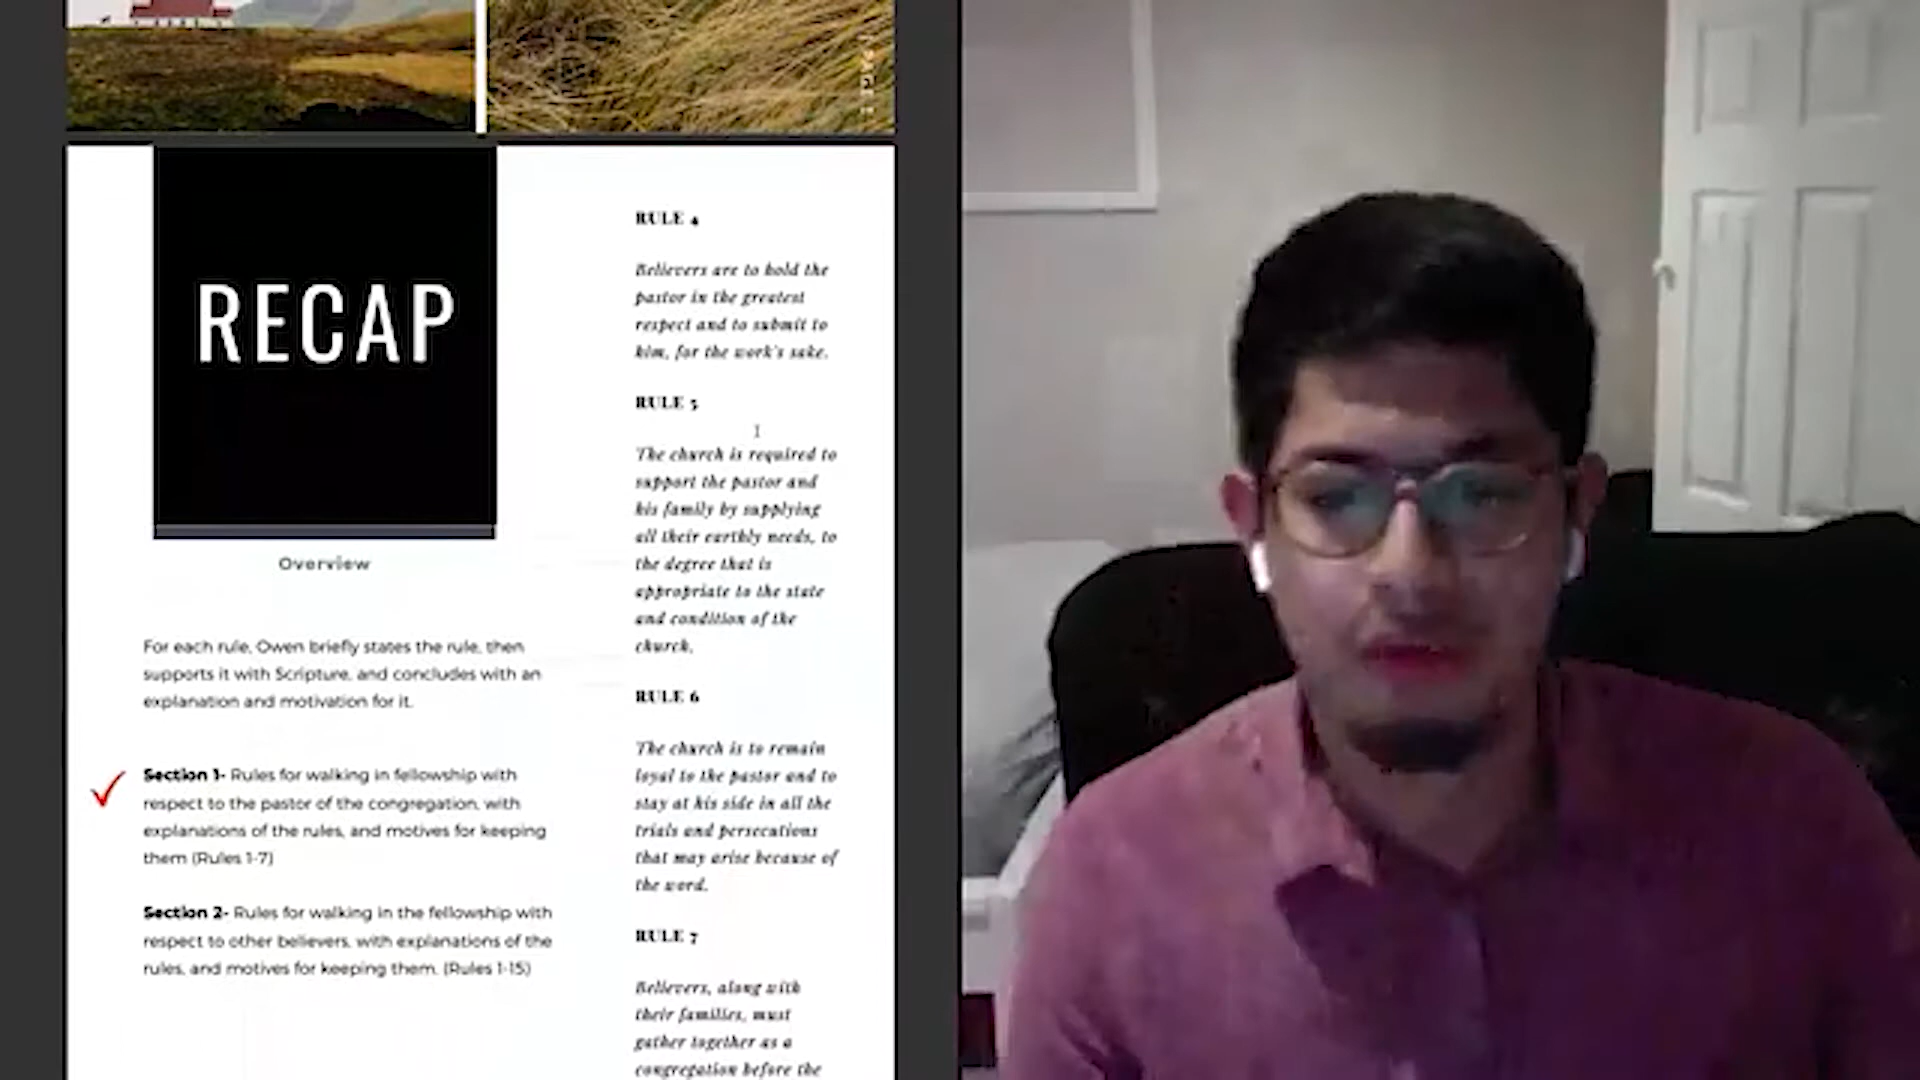 RECAP
Overview
For each rule, Owen briefly states the rule, then
supports it with Scripture, and concludes with an
explanation and motivation for it.
Section 1- Rules for walking in fellowship with
respect to the pastor of the congregation, with
explanations of the rules, and motives for keeping
them (Rules 1-7)
Section 2- Rules for walking in the fellowship with
respect to other believers, with explanations of the
rules, and motives for keeping them. (Rules 1-15)
RULE 4
Believers are to hold the
pastor in the greatest
respect and to submit to
him, for the work's sake.
RULE 5
The church is required to
support the pastor and
his family by supplying
all their earthly needs, to
the degree that is
appropriate to the state
and condition of the
church.
RULE 6
The church is to remain
loyal to the pastor and to
stay at his side in all the
trials and persecutions
that may arise because of
the word.
RULE 7
Believers, along with
their families, must
gather together as a
congregation before the